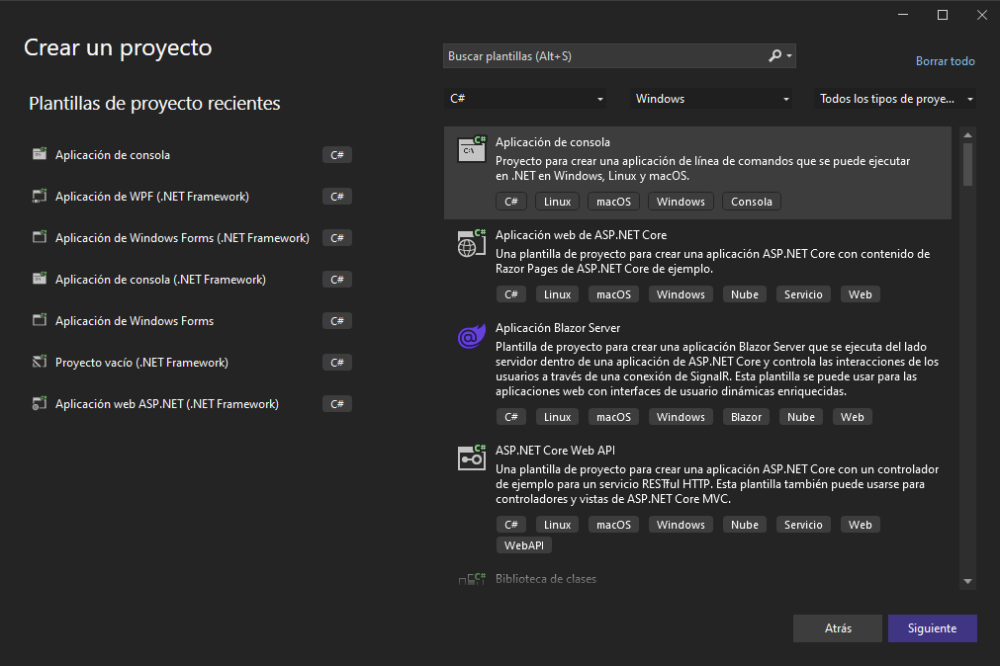 Crear un proyecto
Plantillas de proyecto recientes
Aplicación de consola C#
Aplicación de WPF (.NET Framework) C#
Aplicación de Windows Forms (.NET Framework) C#
Aplicación de consola (.NET Framework) C#
Aplicación de Windows Forms C#
Proyecto vacío (.NET Framework) C#
Aplicación web ASP.NET (.NET Framework) C#
Buscar plantillas (Alt+S)
Borrar todo
C# Windows Todos los tipos de proye...
Aplicación de consola
Proyecto para crear una aplicación de línea de comandos que se puede ejecutar
en .NET en Windows, Linux y macOS.
C# Linux macOS Windows Consola
Aplicación web de ASP.NET Core
Una plantilla de proyecto para crear una aplicación ASP.NET Core con contenido de
Razor Pages de ASP.NET Core de ejemplo.
C# Linux macOS Windows Nube Servicio Web
Aplicación Blazor Server
Plantilla de proyecto para crear una aplicación Blazor Server que se ejecuta del lado
servidor dentro de una aplicación de ASP.NET Core y controla las interacciones de los
usuarios a través de una conexión de SignalR. Esta plantilla se puede usar para las
aplicaciones web con interfaces de usuario dinámicas enriquecidas.
C# Linux macOS Windows Blazor Nube Web
ASP.NET Core Web API
Una plantilla de proyecto para crear una aplicación ASP.NET Core con un controlador
de ejemplo para un servicio RESTful HTTP. Esta plantilla también puede usarse para
controladores y vistas de ASP.NET Core MVC.
C# Linux macOS Windows Nube Servicio Web
WebAPI
Biblioteca de clases
Atrás Siguiente